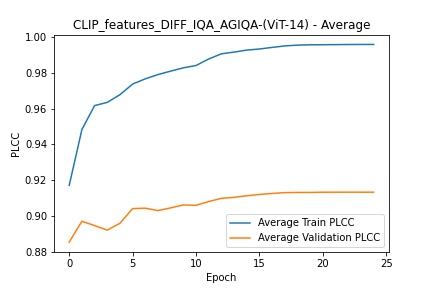 CLIP_features_DIFF_IQA_AGIQA-(ViT-14) - Average
1.00
0.98
0.96
0.94
0.92
0.90
0.88
PLCC
Average Train PLCC
Average Validation PLCC
0 5 10 15 20 25
Epoch